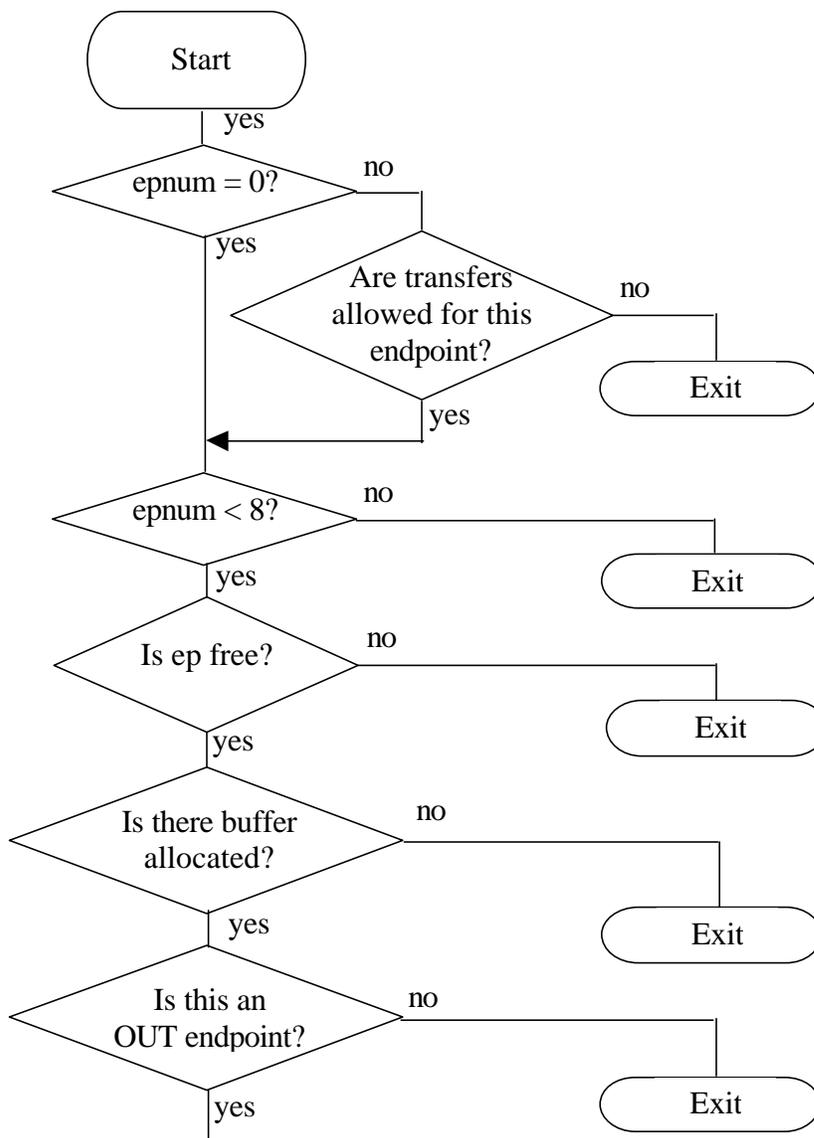 Start
yes
epnum = 0?
no
yes
Are transfers
allowed for this
endpoint?
no
Exit
yes
epnum < 8?
no
Exit
yes
Is ep free?
no
Exit
yes
Is there buffer
allocated?
no
Exit
yes
Is this an
OUT endpoint?
no
Exit
yes